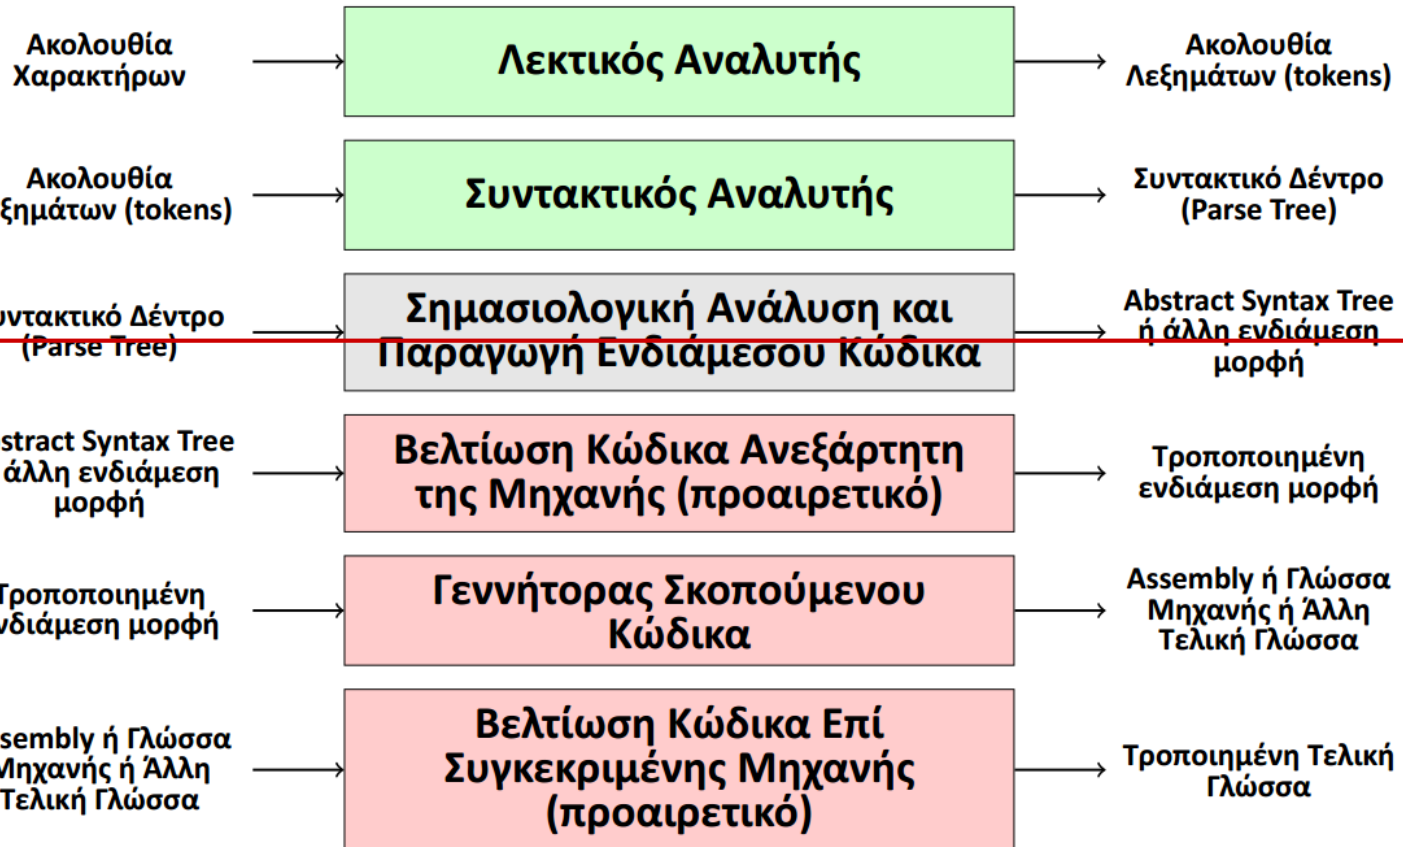 Ακολουθία
Χαρακτήρων
Λεκτικός Αναλυτής
Ακολουθία
Λεξημάτων (tokens)
Ακολουθία
ξημάτων (tokens)
Συντακτικός Αναλυτής
Συντακτικό Δέντρο
(Parse Tree)
υντακτικό Δέντρο
(Parse Tree)
Σημασιολογική Ανάλυση και
Παραγωγή Ενδιάμεσου Κώδικα
Abstract Syntax Tree
ή άλλη ενδιάμεση
μορφή
stract Syntax Tree
άλλη ενδιάμεση
μορφή
Βελτίωση Κώδικα Ανεξάρτητη
της Μηχανής (προαιρετικό)
Τροποποιημένη
ενδιάμεση μορφή
Τροποποιημένη
νδιάμεση μορφή
Γεννήτορας Σκοπούμενου
Κώδικα
Assembly ή Γλώσσα
Μηχανής ή Άλλη
Τελική Γλώσσα
sembly ή Γλώσσα
Μηχανής ή Άλλη
Τελική Γλώσσα
Βελτίωση Κώδικα Επί
Συγκεκριμένης Μηχανής
(προαιρετικό)
Τροποιημένη Τελική
Γλώσσα